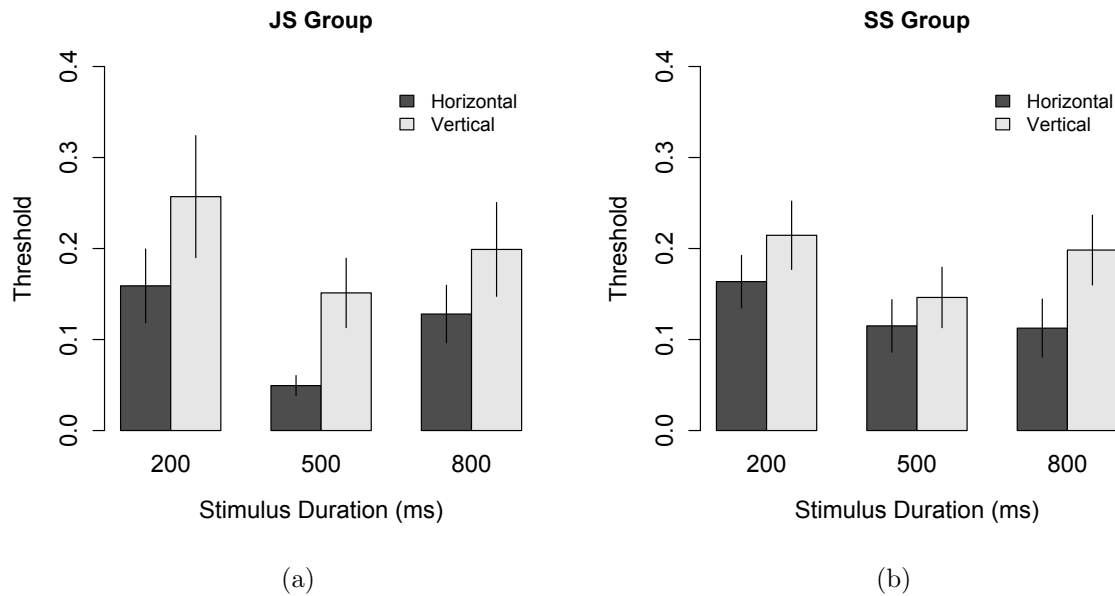 JS Group
Threshold
0.4
0.3
0.2
0.1
0.0
Horizontal
Vertical
200 500 800
Stimulus Duration (ms)
(a)
SS Group
Threshold
0.4
0.3
0.2
0.1
0.0
Horizontal
Vertical
200 500 800
Stimulus Duration (ms)
(b)